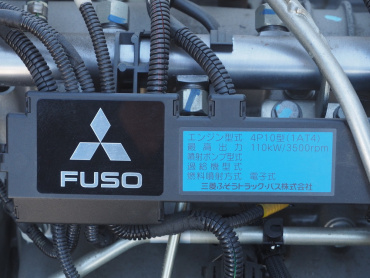 FUSO
エンジン型式 4P10型(1AT4)
最高出力 110kW/3500rpm
噴射ポンプ型式
過給機型式
燃料噴射方式 電子式
三菱ふそうトラック・バス株式会社